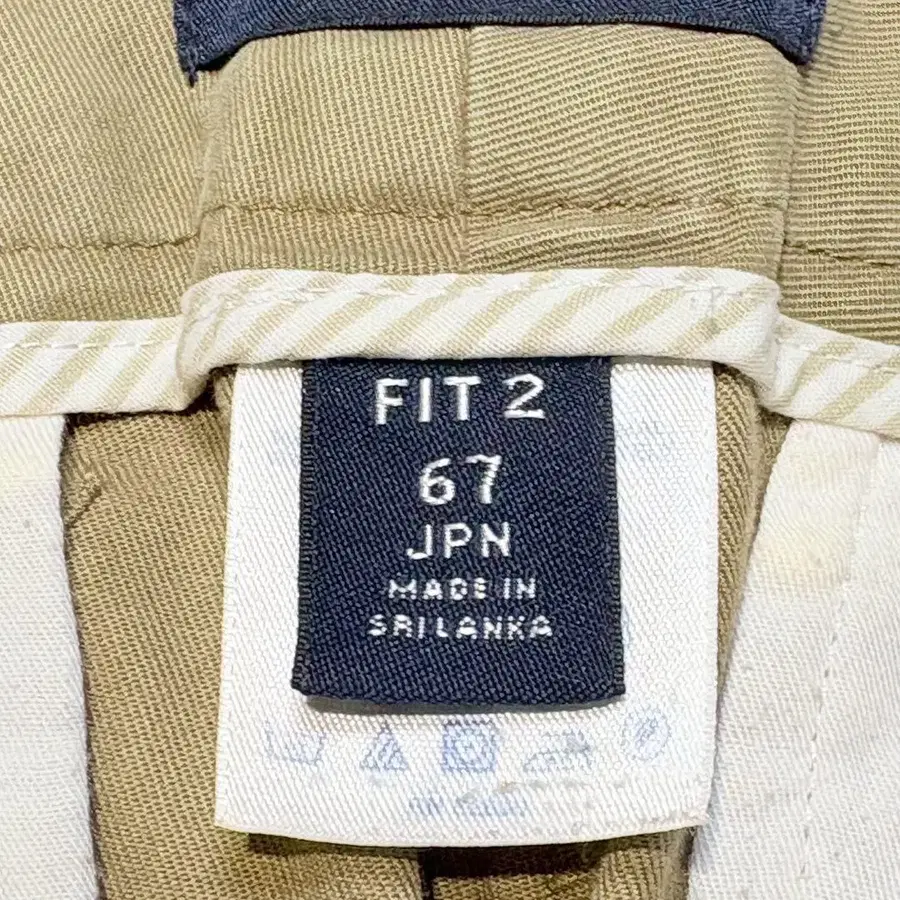 FIT 2
67
JPN
MADE IN
SRI LANKA